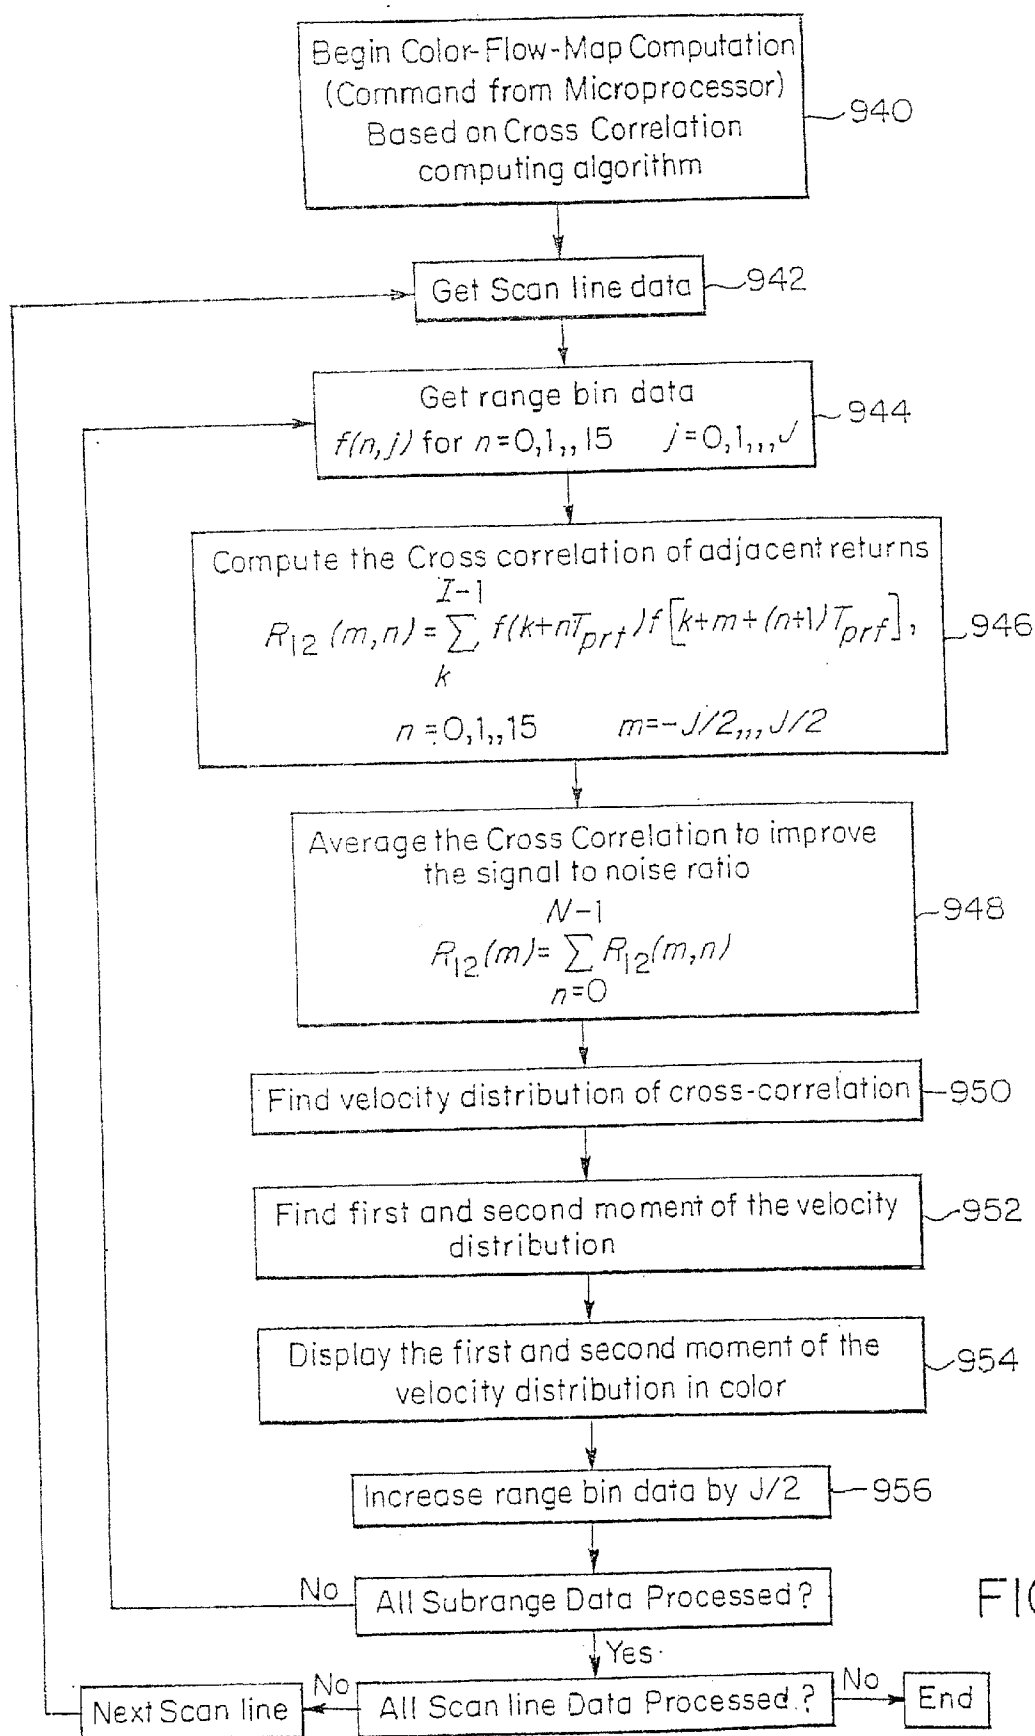 Begin Color-Flow-Map Computation
(Command from Microprocessor)
Based on Cross Correlation
computing algorithm
940
Get Scan line data
942
Get range bin data
f(n,j) for n=0,1,,15 j=0,1,,,J
944
Compute the Cross correlation of adjacent returns
I-1
R12 (m,n)=∑ f(k+nTprf)f[k+m+(n+1)Tprf],
k
n=0,1,,15 m=-J/2,,,J/2
946
Average the Cross Correlation to improve
the signal to noise ratio
N-1
R12(m)=∑ R12(m,n)
n=0
948
Find velocity distribution of cross-correlation
950
Find first and second moment of the velocity
distribution
952
Display the first and second moment of the
velocity distribution in color
954
Increase range bin data by J/2
956
No
All Subrange Data Processed?
FIG
Yes
Next Scan line
No
All Scan line Data Processed.?
No
End